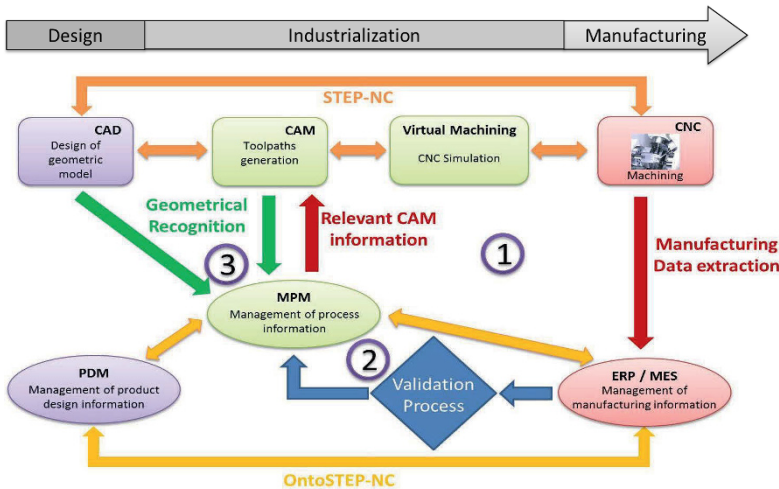 Design
Industrialization
Manufacturing
STEP-NC
CAD
Design of
geometric
model
CAM
Toolpaths
generation
Virtual Machining
CNC Simulation
CNC
Machining
Geometrical
Recognition
Relevant CAM
information
1
Manufacturing
Data extraction
3
MPM
Management of process
information
2
PDM
Management of product
design information
Validation
Process
ERP / MES
Management of
manufacturing information
OntoSTEP-NC